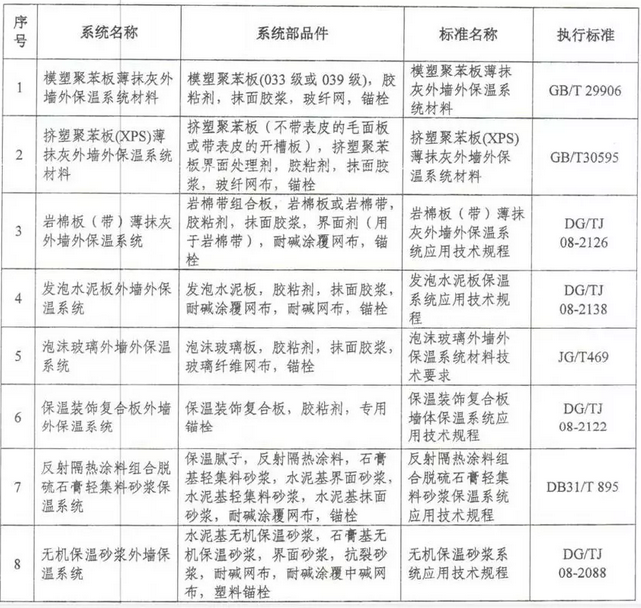 序号 系统名称 系统部品件 标准名称 执行标准
1 模塑聚苯板薄抹灰外墙外保温系统材料 模塑聚苯板(033级或039级)，胶粘剂，抹面胶浆，玻纤网，锚栓 模塑聚苯板薄抹灰外墙外保温系统材料 GB/T 29906
2 挤塑聚苯板(XPS)薄抹灰外墙外保温系统材料 挤塑聚苯板（不带表皮的毛面板或带表皮的开槽板），挤塑聚苯板界面处理剂，胶粘剂，抹面胶浆，玻纤网布，锚栓 挤塑聚苯板(XPS)薄抹灰外墙外保温系统材料 GB/T30595
3 岩棉板（带）薄抹灰外墙外保温系统 岩棉带组合板，岩棉板或岩棉带，胶粘剂，抹面胶浆，界面剂（用于岩棉带），耐碱涂覆网布，锚栓 岩棉板（带）薄抹灰外墙外保温系统应用技术规程 DG/TJ 08-2126
4 发泡水泥板外墙外保温系统 发泡水泥板，胶粘剂，抹面胶浆，耐碱涂覆网布，耐碱网布，锚栓 发泡水泥板保温系统应用技术规程 DG/TJ 08-2138
5 泡沫玻璃外墙外保温系统 泡沫玻璃板，胶粘剂，抹面胶浆，玻璃纤维网布，锚栓 泡沫玻璃外墙外保温系统材料技术要求 JG/T469
6 保温装饰复合板外墙外保温系统 保温装饰复合板，胶粘剂，专用锚栓 保温装饰复合板墙体保温系统应用技术规程 DG/TJ 08-2122
7 反射隔热涂料组合脱硫石膏轻集料砂浆保温系统 保温腻子，反射隔热涂料，石膏基轻集料砂浆，水泥基界面砂浆，水泥基轻集料砂浆，水泥基抹面砂浆，耐碱涂覆网布，锚栓 反射隔热涂料组合脱硫石膏轻集料砂浆保温系统应用技术规程 DB31/T 895
8 无机保温砂浆外墙保温系统 水泥基无机保温砂浆，石膏基无机保温砂浆，界面砂浆，抗裂砂浆，耐碱网布，耐碱涂覆中碱网布，塑料锚栓 无机保温砂浆系统应用技术规程 DG/TJ 08-2088